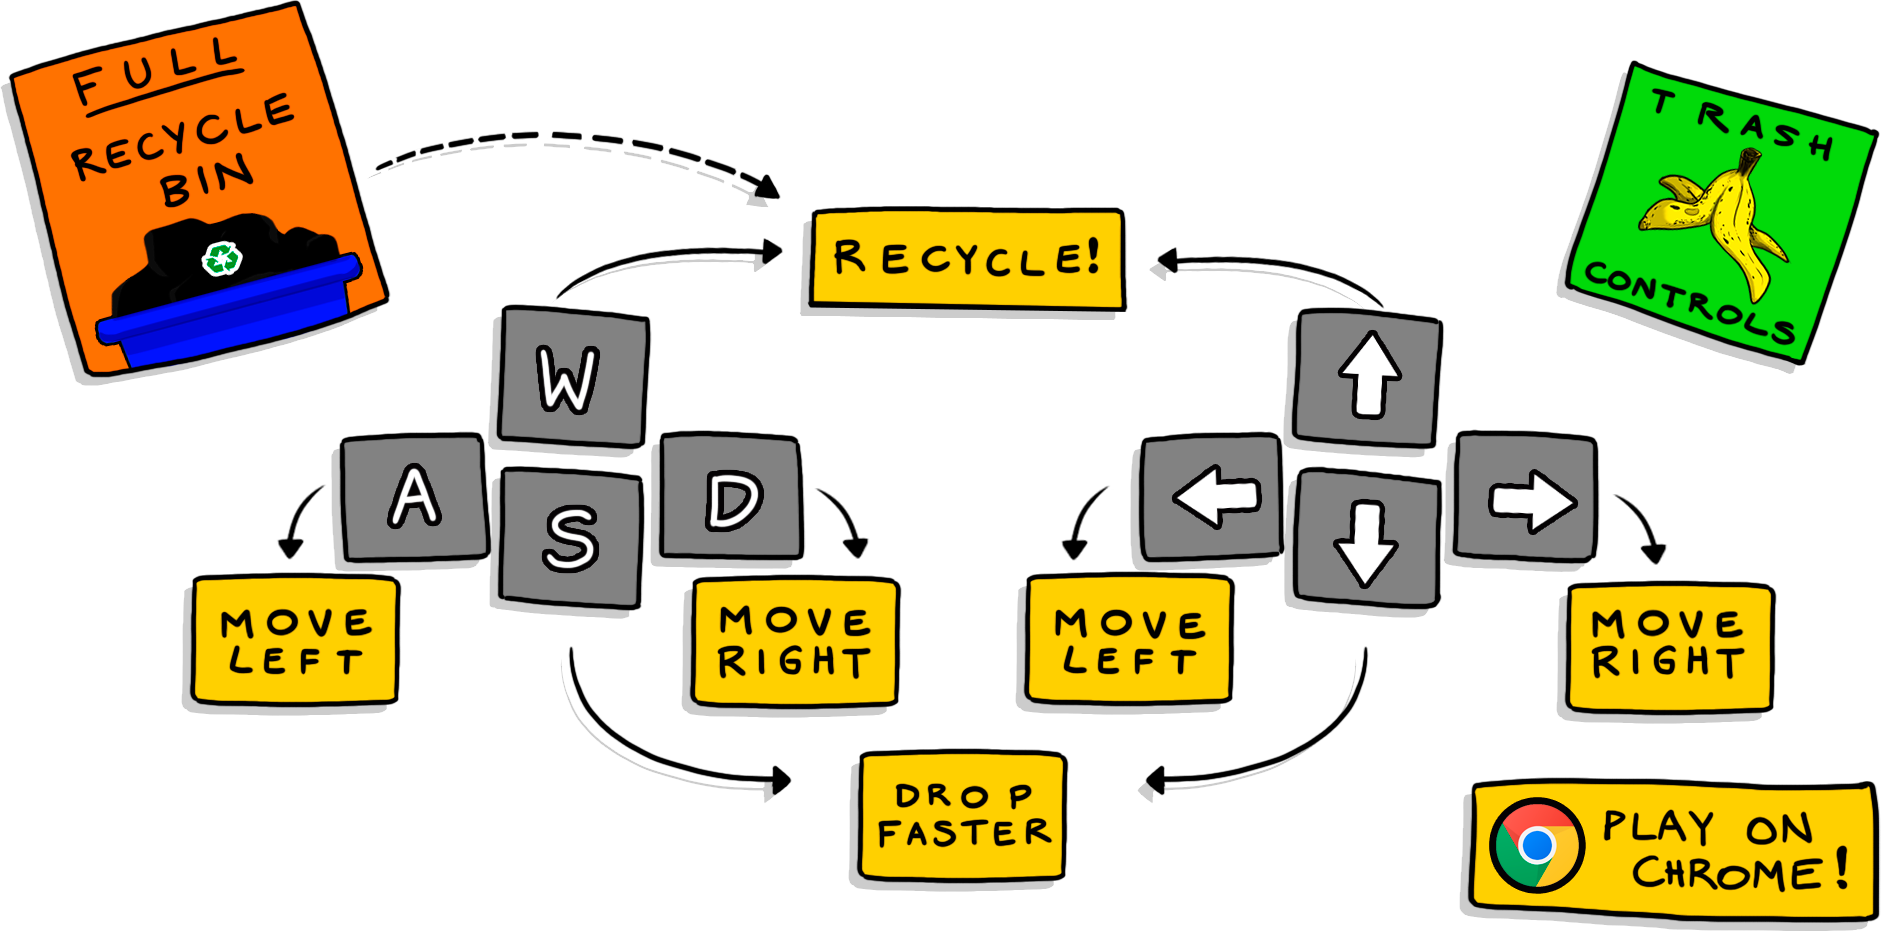 FULL
RECYCLE
BIN
TRASH
CONTROLS
RECYCLE!
W
A
S
D
MOVE
LEFT
MOVE
RIGHT
MOVE
LEFT
MOVE
RIGHT
DROP
FASTER
PLAY ON
CHROME!